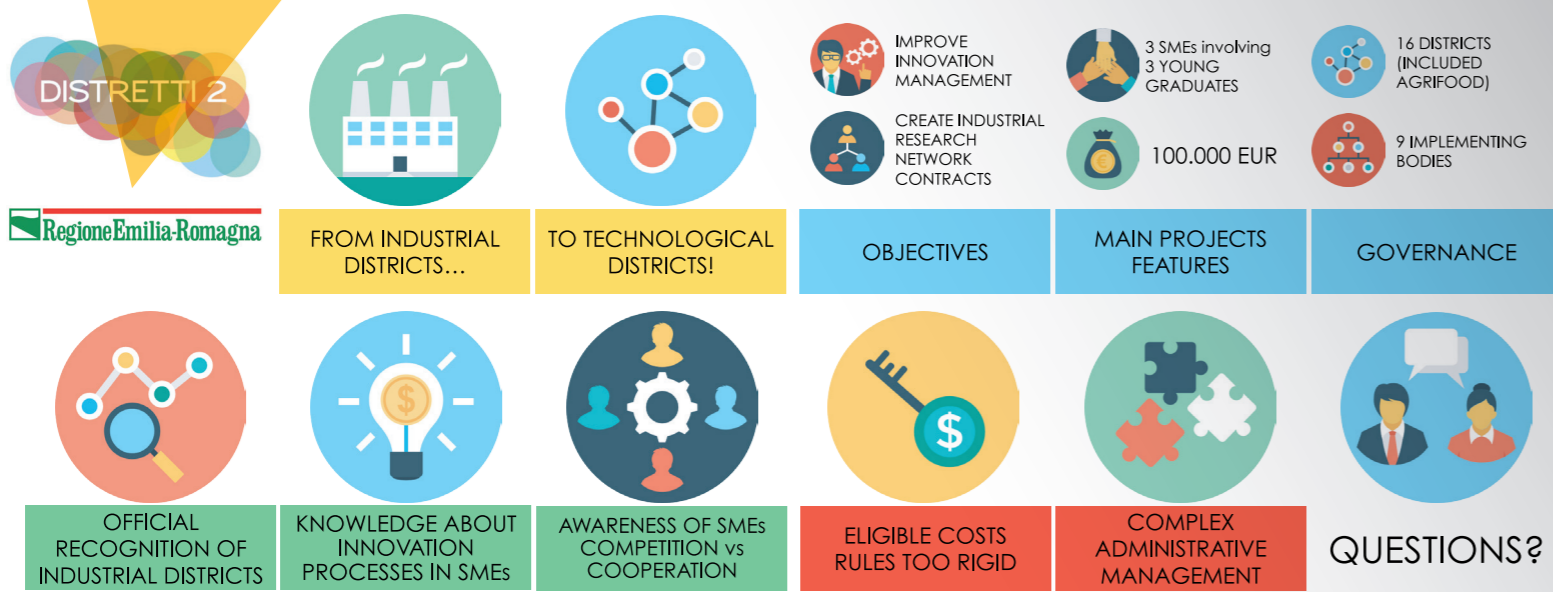 DISTRETTI 2
RegioneEmilia-Romagna
FROM INDUSTRIAL
DISTRICTS...
TO TECHNOLOGICAL
DISTRICTS!
IMPROVE
INNOVATION
MANAGEMENT
CREATE INDUSTRIAL
RESEARCH
NETWORK
CONTRACTS
OBJECTIVES
3 SMEs involving
3 YOUNG
GRADUATES
€
100.000 EUR
MAIN PROJECTS
FEATURES
16 DISTRICTS
(INCLUDED
AGRIFOOD)
9 IMPLEMENTING
BODIES
GOVERNANCE
OFFICIAL
RECOGNITION OF
INDUSTRIAL DISTRICTS
$
KNOWLEDGE ABOUT
INNOVATION
PROCESSES IN SMEs
AWARENESS OF SMEs
COMPETITION vs
COOPERATION
$
ELIGIBLE COSTS
RULES TOO RIGID
COMPLEX
ADMINISTRATIVE
MANAGEMENT
QUESTIONS?